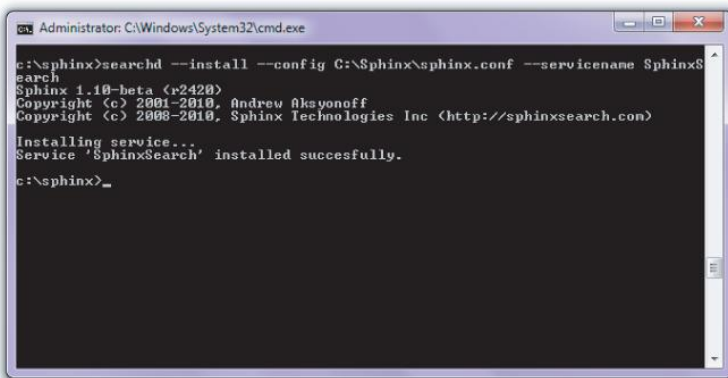 Administrator: C:\Windows\System32\cmd.exe
c:\sphinx>searchd --install --config C:\Sphinx\sphinx.conf --servicename SphinxS
earch
Sphinx 1.10-beta (r2420)
Copyright (c) 2001-2010, Andrew Aksyonoff
Copyright (c) 2008-2010, Sphinx Technologies Inc (http://sphinxsearch.com)
Installing service...
Service 'SphinxSearch' installed succesfully.
c:\sphinx>_